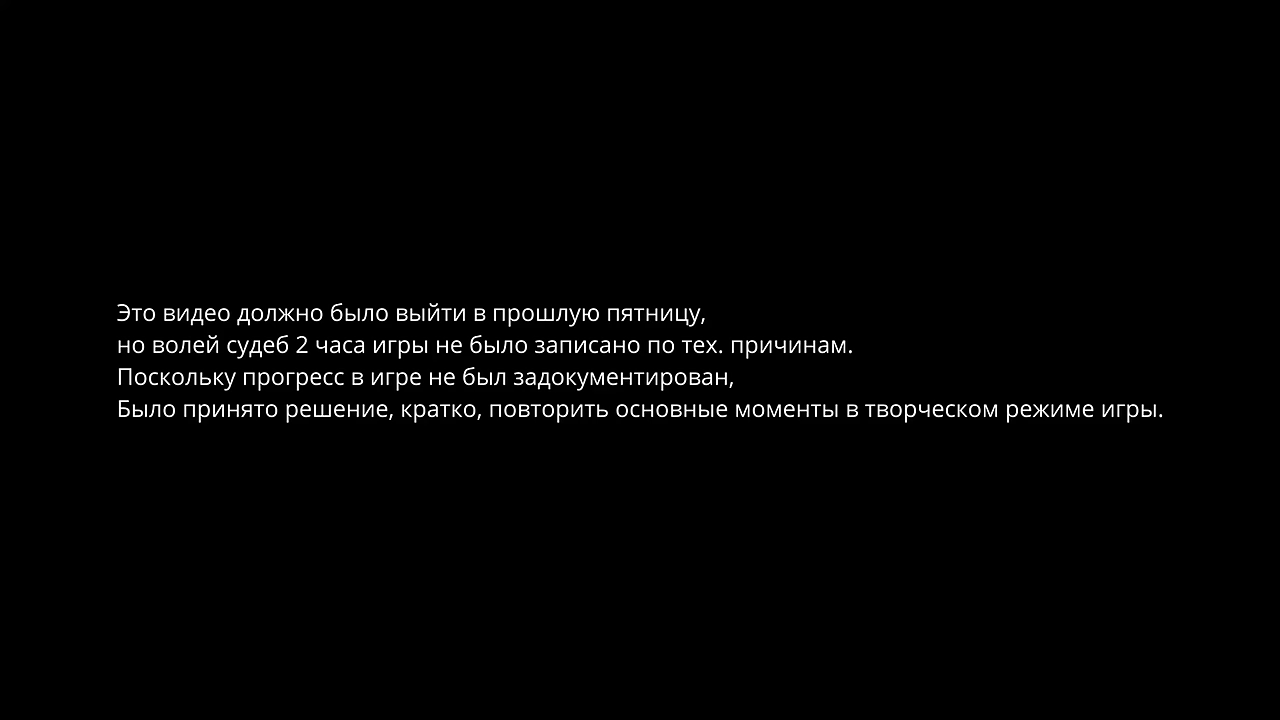 Это видео должно было выйти в прошлую пятницу,
но волей судеб 2 часа игры не было записано по тех. причинам.
Поскольку прогресс в игре не был задокументирован,
Было принято решение, кратко, повторить основные моменты в творческом режиме игры.